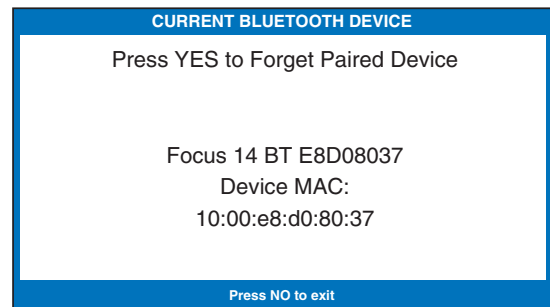 CURRENT BLUETOOTH DEVICE
Press YES to Forget Paired Device
Focus 14 BT E8D08037
Device MAC:
10:00:e8:d0:80:37
Press NO to exit